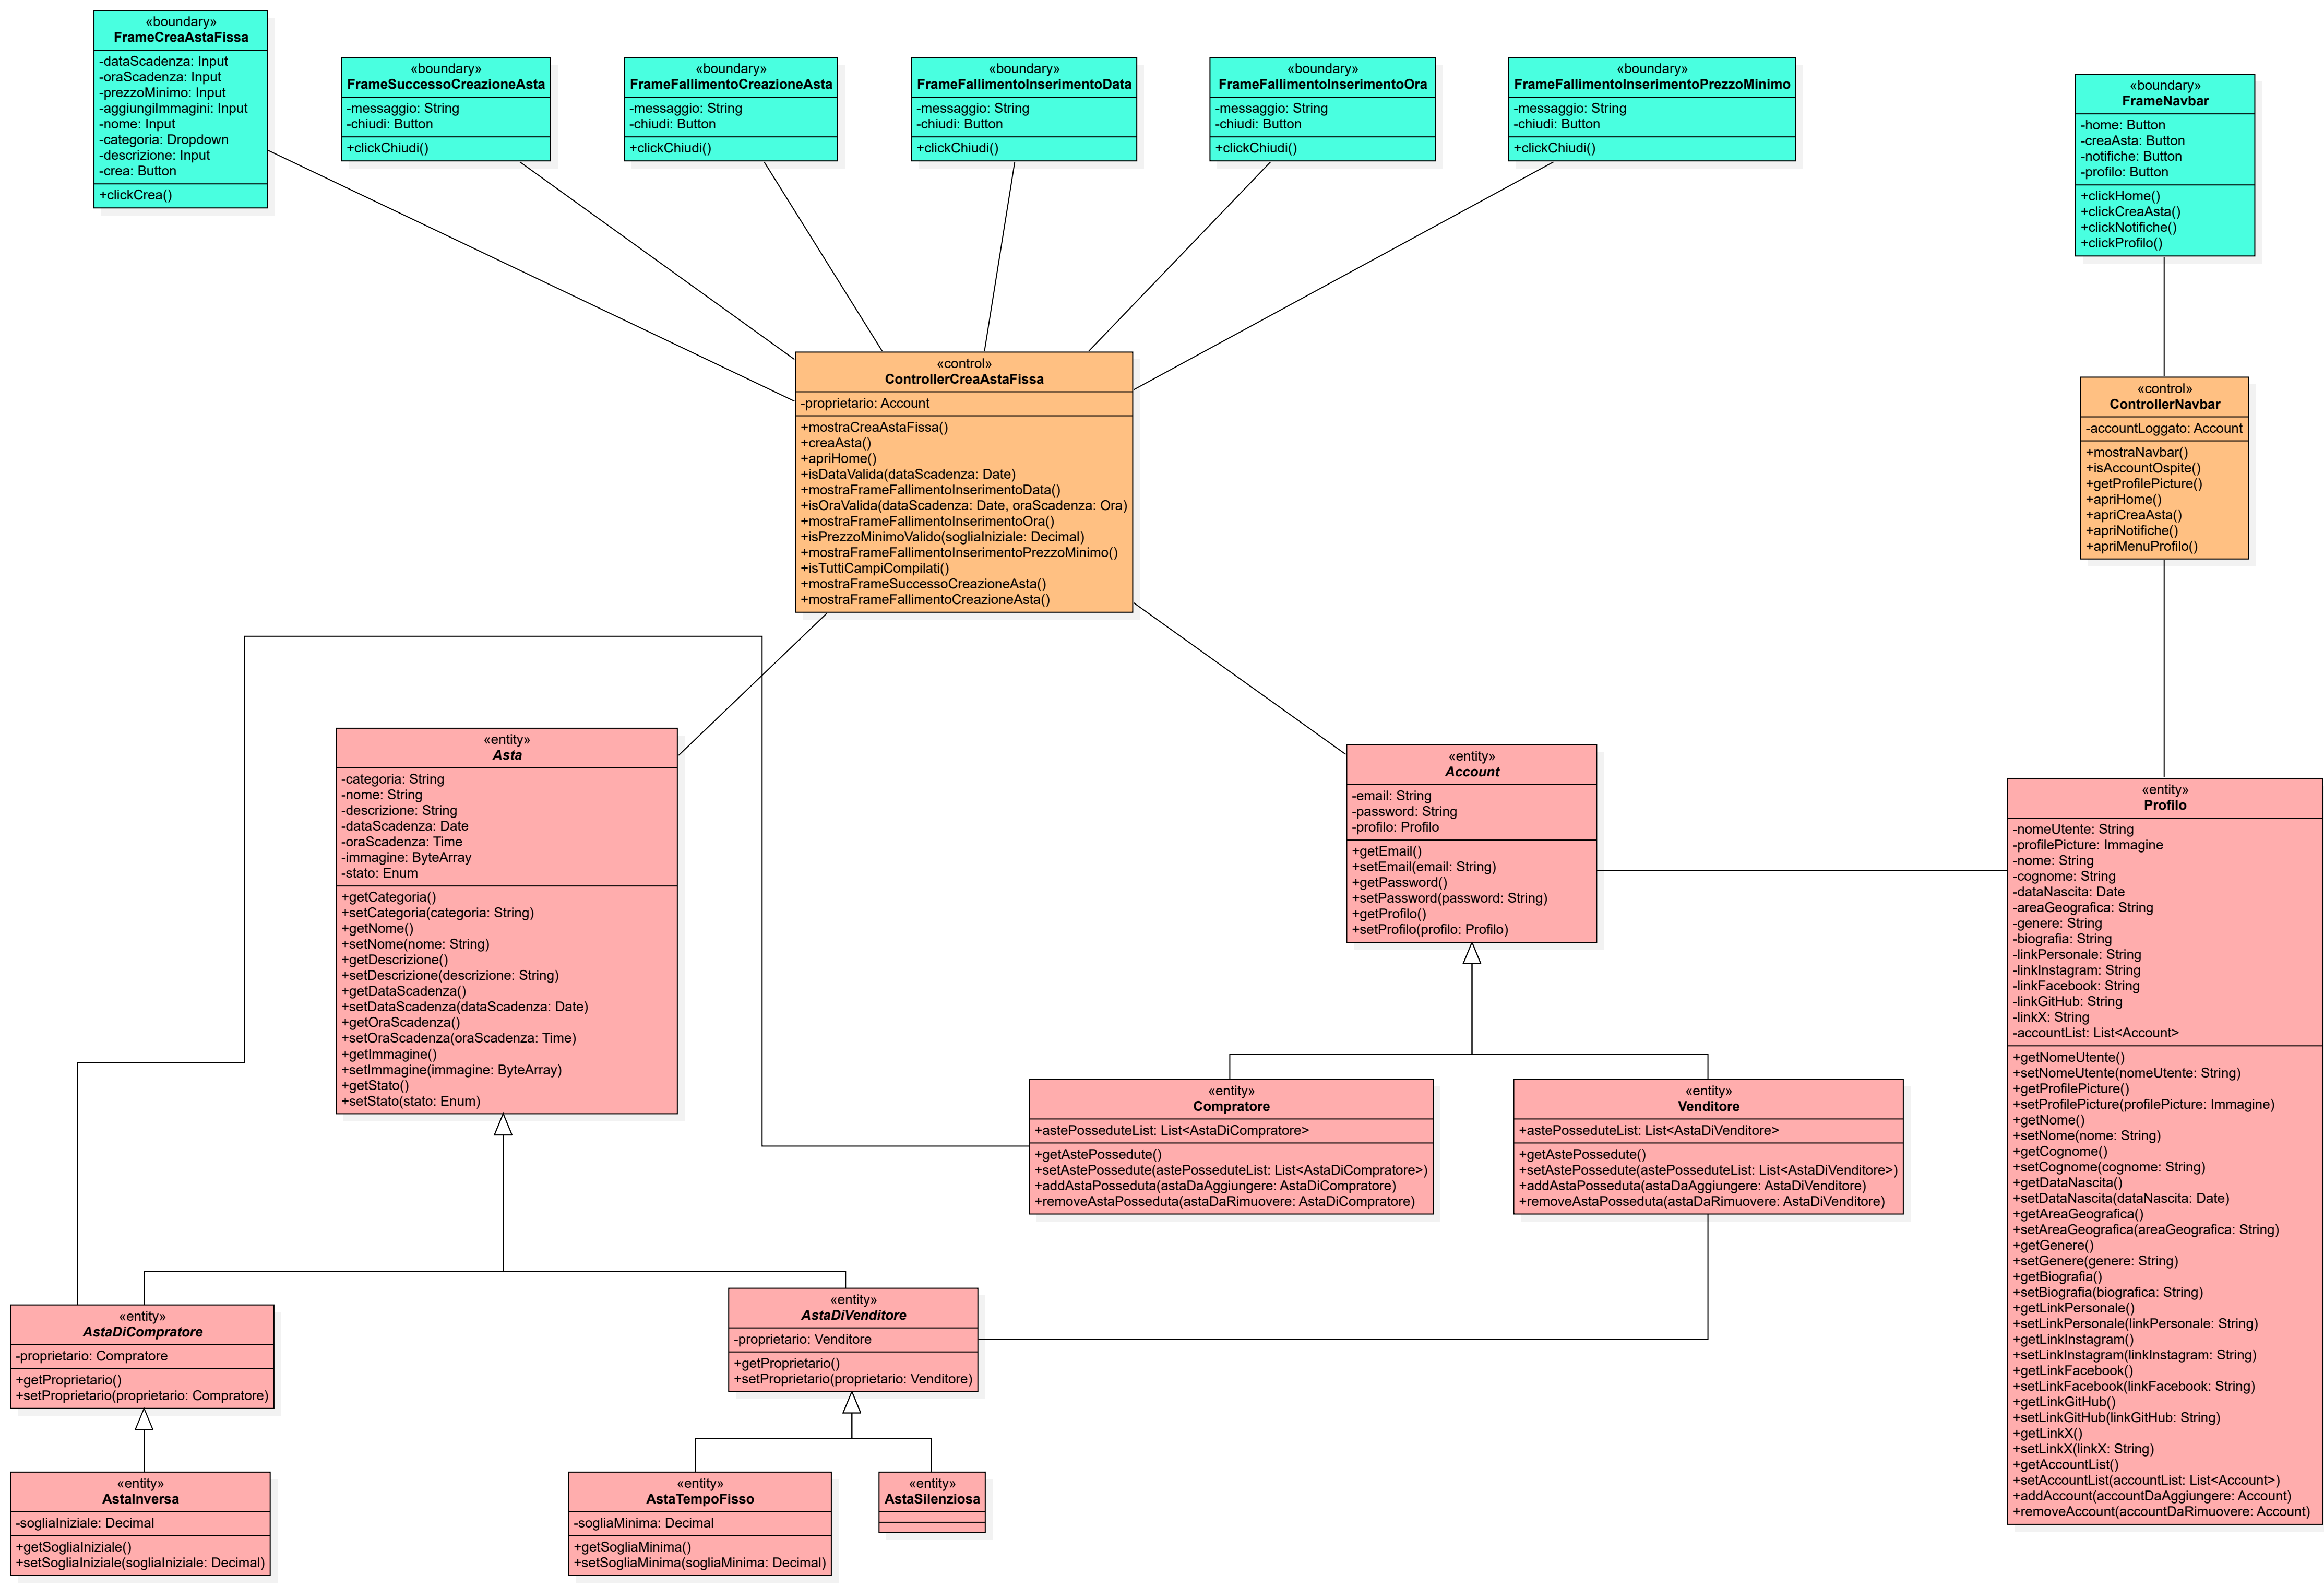 «boundary»
FrameCreaAstaFissa
-dataScadenza: Input
-oraScadenza: Input
-prezzoMinimo: Input
-aggiungiImmagini: Input
-nome: Input
-categoria: Dropdown
-descrizione: Input
-crea: Button
+clickCrea()
«boundary»
FrameSuccessoCreazioneAsta
-messaggio: String
-chiudi: Button
+clickChiudi()
«boundary»
FrameFallimentoCreazioneAsta
-messaggio: String
-chiudi: Button
+clickChiudi()
«boundary»
FrameFallimentoInserimentoData
-messaggio: String
-chiudi: Button
+clickChiudi()
«boundary»
FrameFallimentoInserimentoOra
-messaggio: String
-chiudi: Button
+clickChiudi()
«boundary»
FrameFallimentoInserimentoPrezzoMinimo
-messaggio: String
-chiudi: Button
+clickChiudi()
«boundary»
FrameNavbar
-home: Button
-creaAsta: Button
-notifiche: Button
-profilo: Button
+clickHome()
+clickCreaAsta()
+clickNotifiche()
+clickProfilo()
«control»
ControllerCreaAstaFissa
-proprietario: Account
+mostraCreaAstaFissa()
+creaAsta()
+apriHome()
+isDataValida(dataScadenza: Date)
+mostraFrameFallimentoInserimentoData()
+isOraValida(dataScadenza: Date, oraScadenza: Ora)
+mostraFrameFallimentoInserimentoOra()
+isPrezzoMinimoValido(sogliaIniziale: Decimal)
+mostraFrameFallimentoInserimentoPrezzoMinimo()
+isTuttiCampiCompilati()
+mostraFrameSuccessoCreazioneAsta()
+mostraFrameFallimentoCreazioneAsta()
«control»
ControllerNavbar
-accountLoggato: Account
+mostraNavbar()
+isAccountOspite()
+getProfilePicture()
+apriHome()
+apriCreaAsta()
+apriNotifiche()
+apriMenuProfilo()
«entity»
Asta
-categoria: String
-nome: String
-descrizione: String
-dataScadenza: Date
-oraScadenza: Time
-immagine: ByteArray
-stato: Enum
+getCategoria()
+setCategoria(categoria: String)
+getNome()
+setNome(nome: String)
+getDescrizione()
+setDescrizione(descrizione: String)
+getDataScadenza()
+setDataScadenza(dataScadenza: Date)
+getOraScadenza()
+setOraScadenza(oraScadenza: Time)
+getImmagine()
+setImmagine(immagine: ByteArray)
+getStato()
+setStato(stato: Enum)
«entity»
Account
-email: String
-password: String
-profilo: Profilo
+getEmail()
+setEmail(email: String)
+getPassword()
+setPassword(password: String)
+getProfilo()
+setProfilo(profilo: Profilo)
«entity»
Profilo
-nomeUtente: String
-profilePicture: Immagine
-nome: String
-cognome: String
-dataNascita: Date
-areaGeografica: String
-genere: String
-biografia: String
-linkPersonale: String
-linkInstagram: String
-linkFacebook: String
-linkGitHub: String
-linkX: String
-accountList: List<Account>
+getNomeUtente()
+setNomeUtente(nomeUtente: String)
+getProfilePicture()
+setProfilePicture(profilePicture: Immagine)
+getNome()
+setNome(nome: String)
+getCognome()
+setCognome(cognome: String)
+getDataNascita()
+setDataNascita(dataNascita: Date)
+getAreaGeografica()
+setAreaGeografica(areaGeografica: String)
+getGenere()
+setGenere(genere: String)
+getBiografia()
+setBiografia(biografica: String)
+getLinkPersonale()
+setLinkPersonale(linkPersonale: String)
+getLinkInstagram()
+setLinkInstagram(linkInstagram: String)
+getLinkFacebook()
+setLinkFacebook(linkFacebook: String)
+getLinkGitHub()
+setLinkGitHub(linkGitHub: String)
+getLinkX()
+setLinkX(linkX: String)
+getAccountList()
+setAccountList(accountList: List<Account>)
+addAccount(accountDaAggiungere: Account)
+removeAccount(accountDaRimuovere: Account)
«entity»
Compratore
+astePosseduteList: List<AstaDiCompratore>
+getAstePossedute()
+setAstePossedute(astePosseduteList: List<AstaDiCompratore>)
+addAstaPosseduta(astaDaAggiungere: AstaDiCompratore)
+removeAstaPosseduta(astaDaRimuovere: AstaDiCompratore)
«entity»
Venditore
+astePosseduteList: List<AstaDiVenditore>
+getAstePossedute()
+setAstePossedute(astePosseduteList: List<AstaDiVenditore>)
+addAstaPosseduta(astaDaAggiungere: AstaDiVenditore)
+removeAstaPosseduta(astaDaRimuovere: AstaDiVenditore)
«entity»
AstaDiCompratore
-proprietario: Compratore
+getProprietario()
+setProprietario(proprietario: Compratore)
«entity»
AstaDiVenditore
-proprietario: Venditore
+getProprietario()
+setProprietario(proprietario: Venditore)
«entity»
AstaInversa
-sogliaIniziale: Decimal
+getSogliaIniziale()
+setSogliaIniziale(sogliaIniziale: Decimal)
«entity»
AstaTempoFisso
-sogliaMinima: Decimal
+getSogliaMinima()
+setSogliaMinima(sogliaMinima: Decimal)
«entity»
AstaSilenziosa